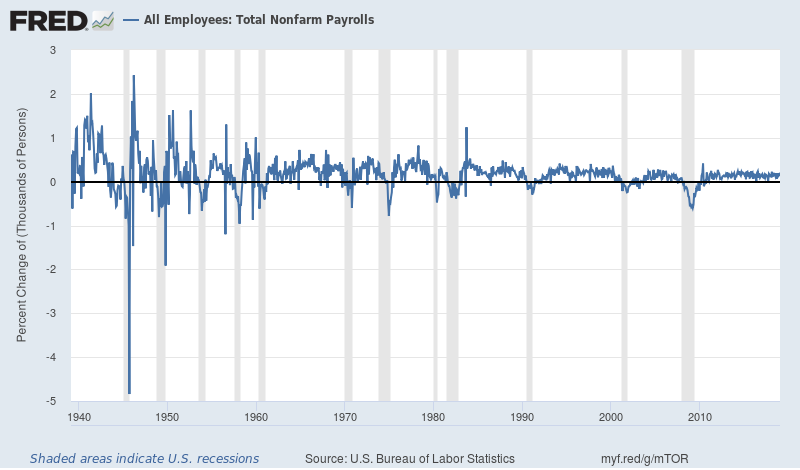 FRED
All Employees: Total Nonfarm Payrolls
Percent Change of (Thousands of Persons)
3
2
1
0
-1
-2
-3
-4
-5
1940 1950 1960 1970 1980 1990 2000 2010
Shaded areas indicate U.S. recessions Source: U.S. Bureau of Labor Statistics myf.red/g/mTOR